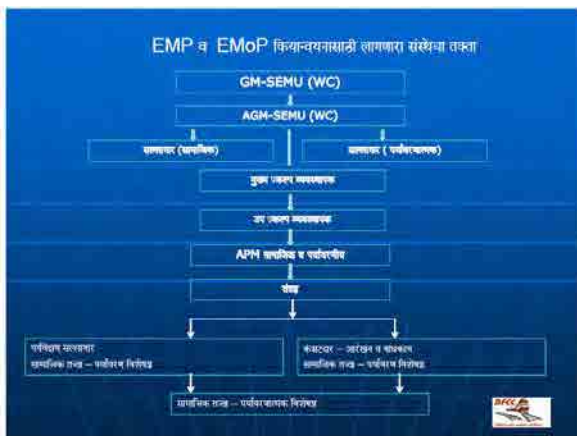 EMP व EMoP कियान्वयनासाठी लागणारा संस्थेचा तक्ता
GM-SEMU (WC)
AGM-SEMU (WC)
सल्लागार (सामाजिक)
सल्लागार ( पर्यावरणात्मक)
मुख्य प्रकल्प व्यवस्थापक
उप प्रकल्प व्यवस्थापक
APM सामाजिक व पर्यावरणीय
पर्यवेक्षण सल्लागार
सामाजिक तज्ज्ञ – पर्यावरण विशेषज्ञ
कंत्राटदार – आरेखन व बांधकाम
सामाजिक तज्ज्ञ – पर्यावरण विशेषज्ञ
सामाजिक तज्ज्ञ – पर्यावरणात्मक विशेषज्ञ
DFCC